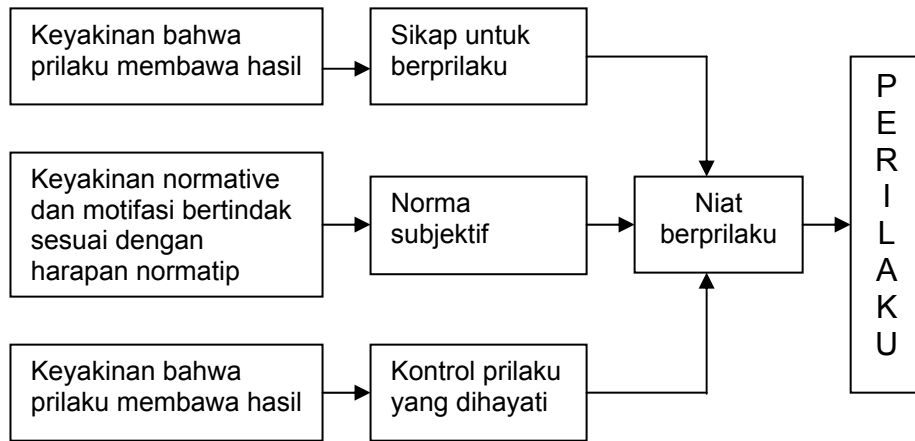 Keyakinan bahwa
prilaku membawa hasil
Sikap untuk
berprilaku
Keyakinan normative
dan motifasi bertindak
sesuai dengan
harapan normatip
Norma
subjektif
Niat
berprilaku
Keyakinan bahwa
prilaku membawa hasil
Kontrol prilaku
yang dihayati
P
E
R
I
L
A
K
U